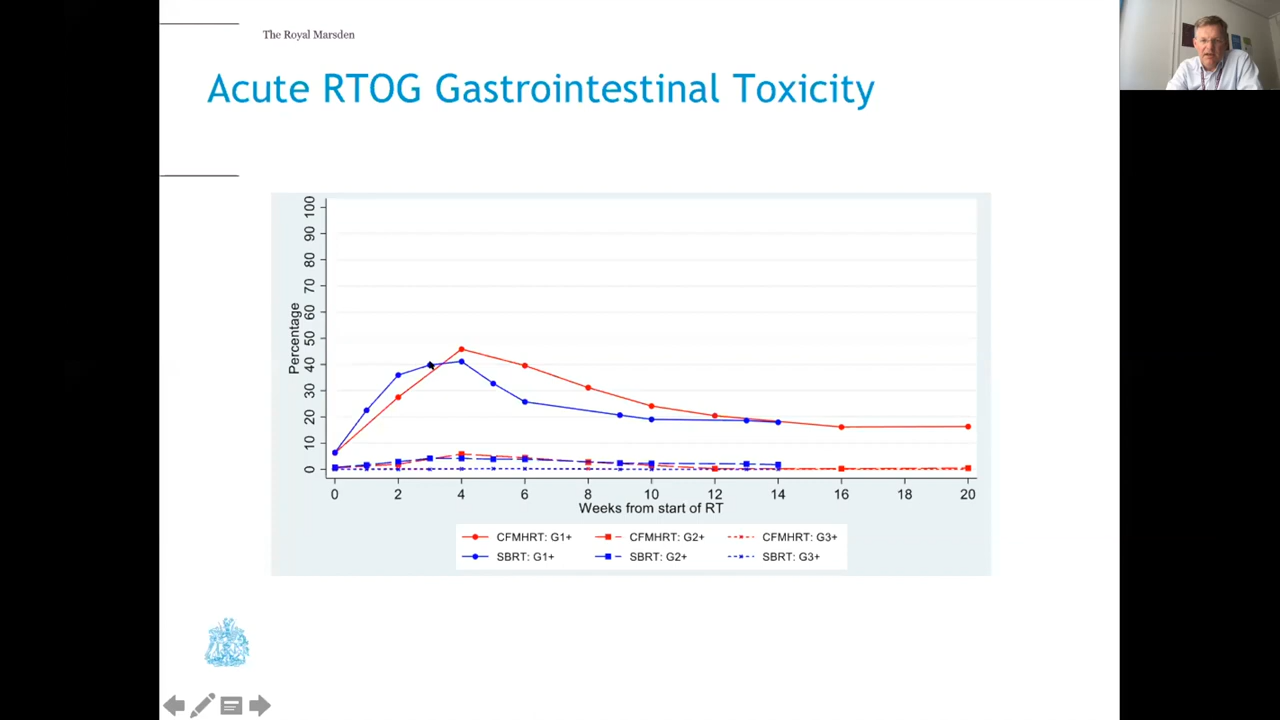 The Royal Marsden
Acute RTOG Gastrointestinal Toxicity
Percentage
100
90
80
70
60
50
40
30
20
10
0
0 2 4 6 8 10 12 14 16 18 20
Weeks from start of RT
CFMHRT: G1+ CFMHRT: G2+ CFMHRT: G3+
SBRT: G1+ SBRT: G2+ SBRT: G3+